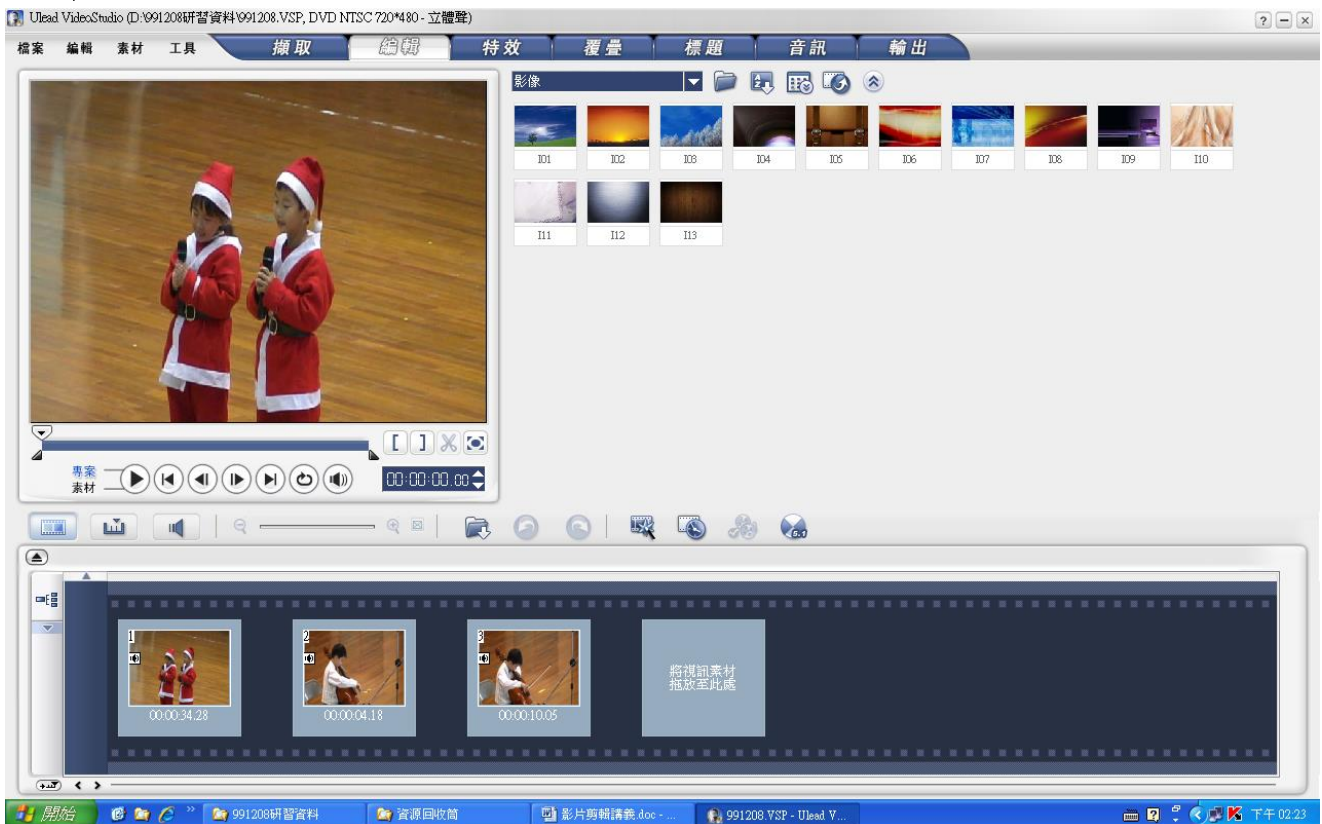 Ulead VideoStudio (D:\991208研習資料\991208.VSP, DVD NTSC 720*480 - 立體聲)
檔案 編輯 素材 工具 擷取 編輯 特效 覆疊 標題 音訊 輸出
影像
I01 I02 I03 I04 I05 I06 I07 I08 I09 I10
I11 I12 I13
專案
素材
00:00:00.00
5.1
1 2 3
將視訊素材
拖放至此處
00:00:34.28 00:00:04.18 00:00:10.05
開始 991208研習資料 資源回收筒 影片剪輯講義.doc - ... 991208.VSP - Ulead V... 下午 02:23